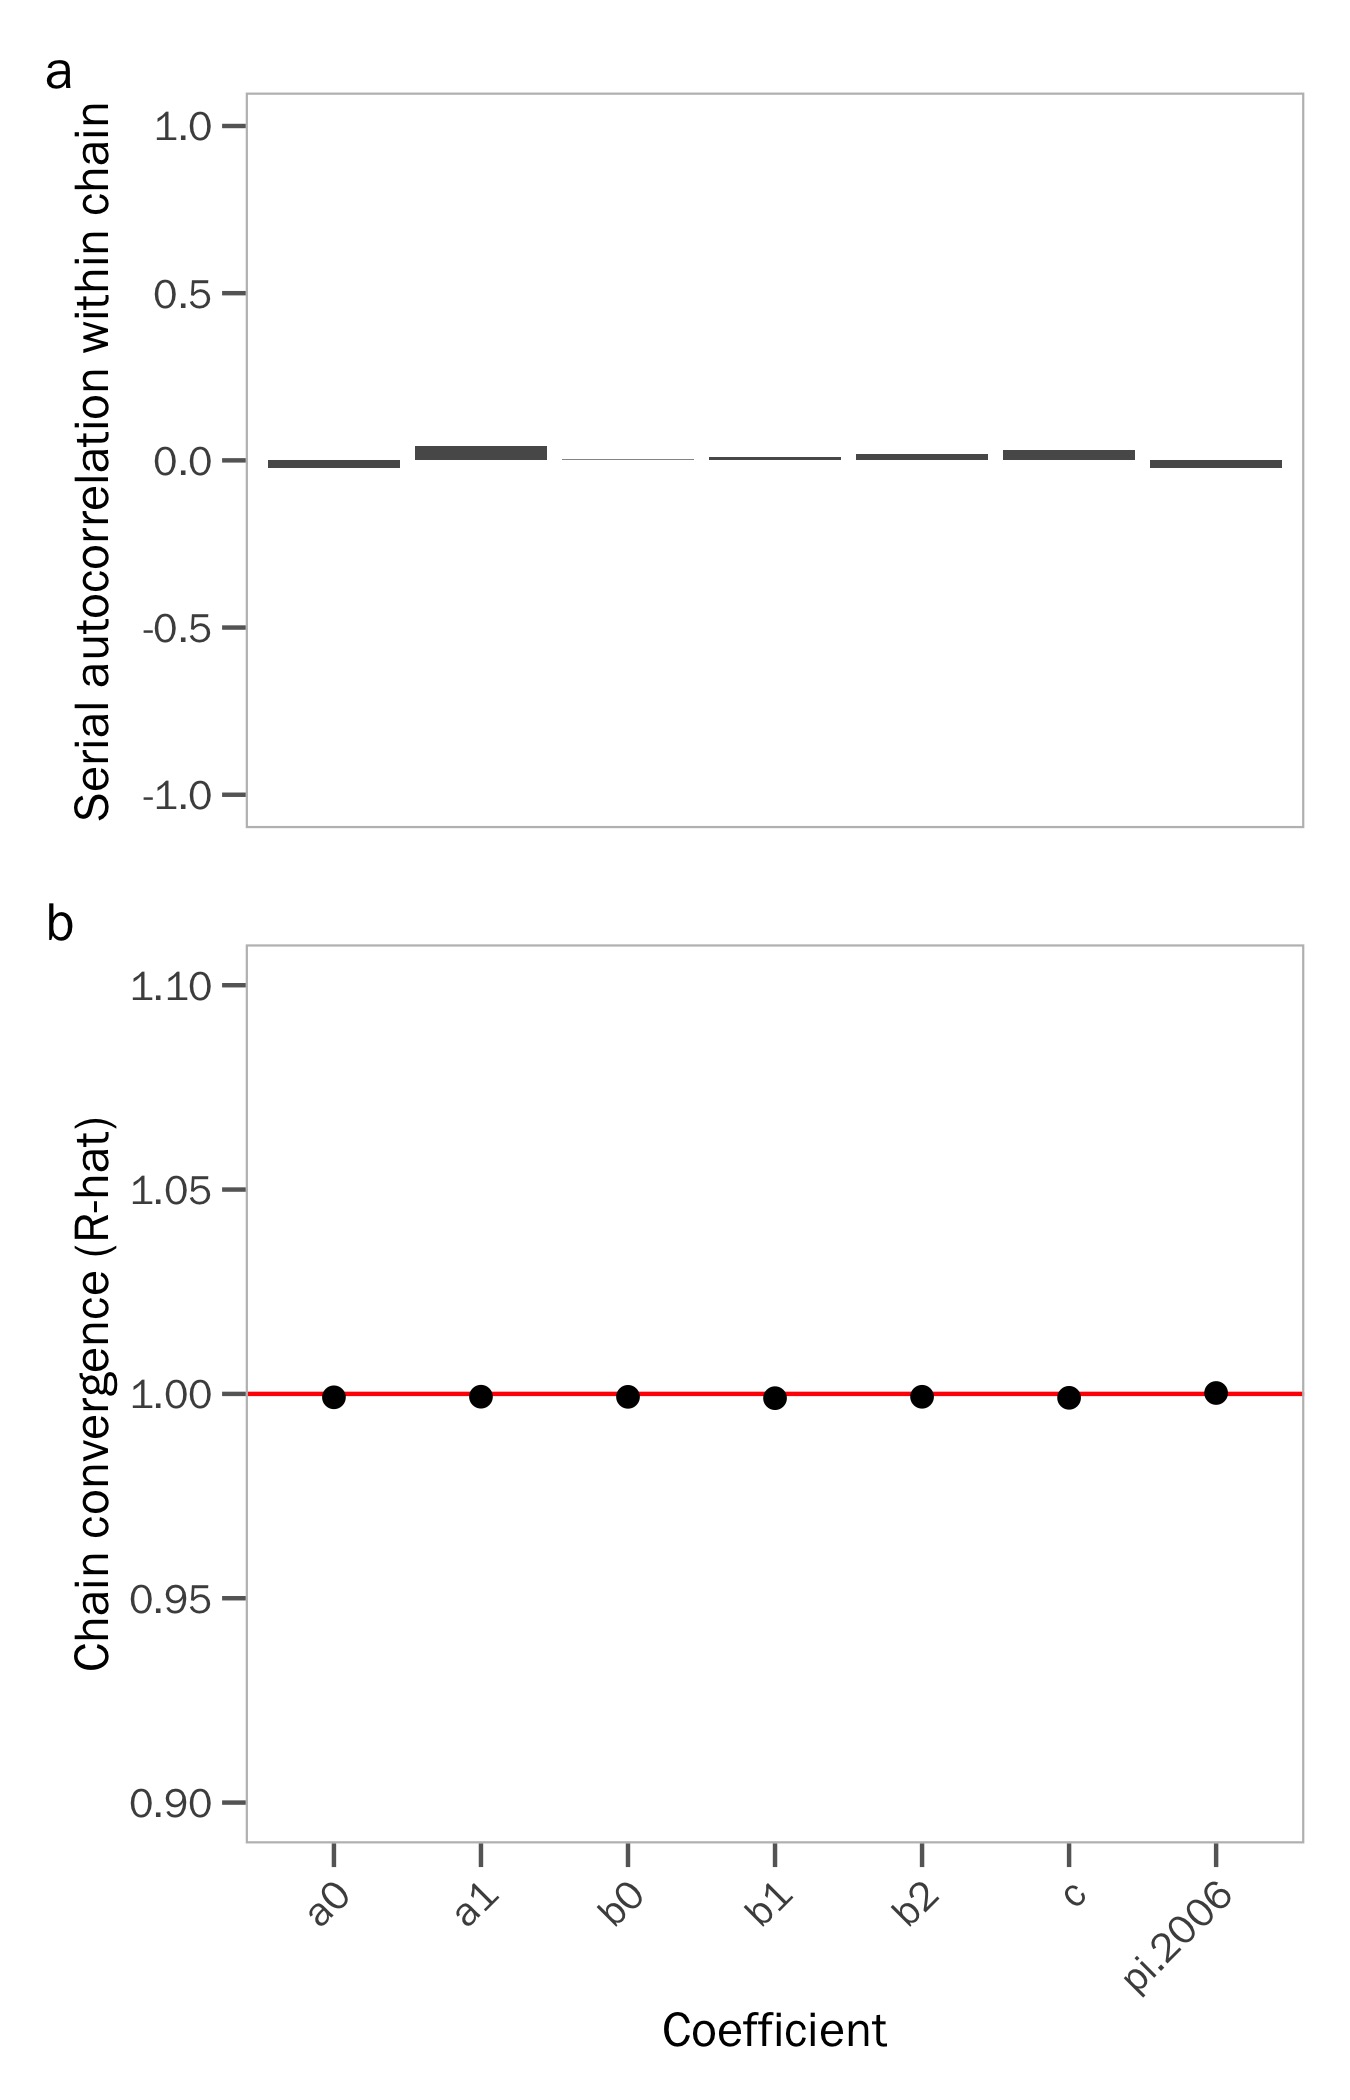 a
Serial autocorrelation within chain
1.0
0.5
0.0
-0.5
-1.0
b
Chain convergence (R-hat)
1.10
1.05
1.00
0.95
0.90
a0
a1
b0
b1
b2
c
pi.2006
Coefficient